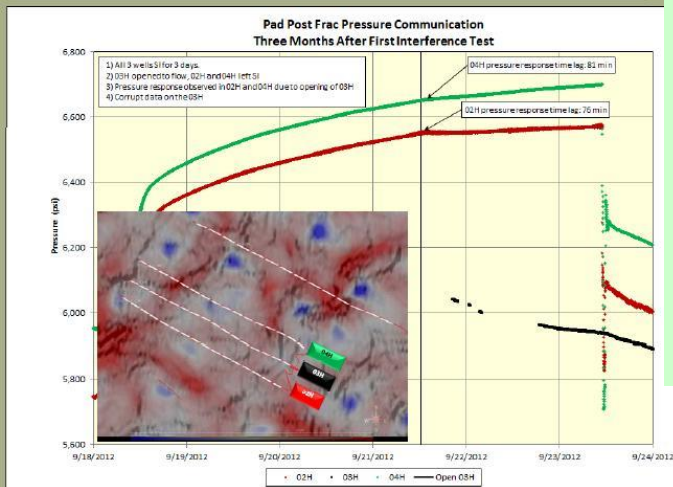 Pad Post Frac Pressure Communication
Three Months After First Interference Test
1) All 3 wells SI for 3 days.
2) 03H opened to flow, 02H and 04H left SI
3) Pressure response observed in 02H and 04H due to opening of 03H
4) Corrupt data on the 03H
04H pressure response time lag: 81 min
02H pressure response time lag: 76 min
Pressure (psi)
6,800
6,600
6,400
6,200
6,000
5,800
5,600
04H
03H
02H
9/18/2012 9/19/2012 9/20/2012 9/21/2012 9/22/2012 9/23/2012 9/24/2012
02H 03H 04H Open 03H